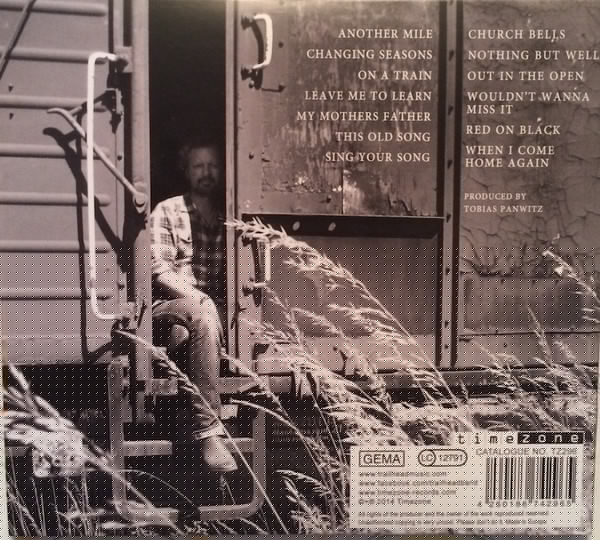 ANOTHER MILE
CHANGING SEASONS
ON A TRAIN
LEAVE ME TO LEARN
MY MOTHERS FATHER
THIS OLD SONG
SING YOUR SONG
CHURCH BELLS
NOTHING BUT WELL
OUT IN THE OPEN
WOULDN'T WANNA
MISS IT
RED ON BLACK
WHEN I COME
HOME AGAIN
PRODUCED BY
TOBIAS PANWITZ
timezone
GEMA
LC 12791
CATALOGUE NO. TZ296